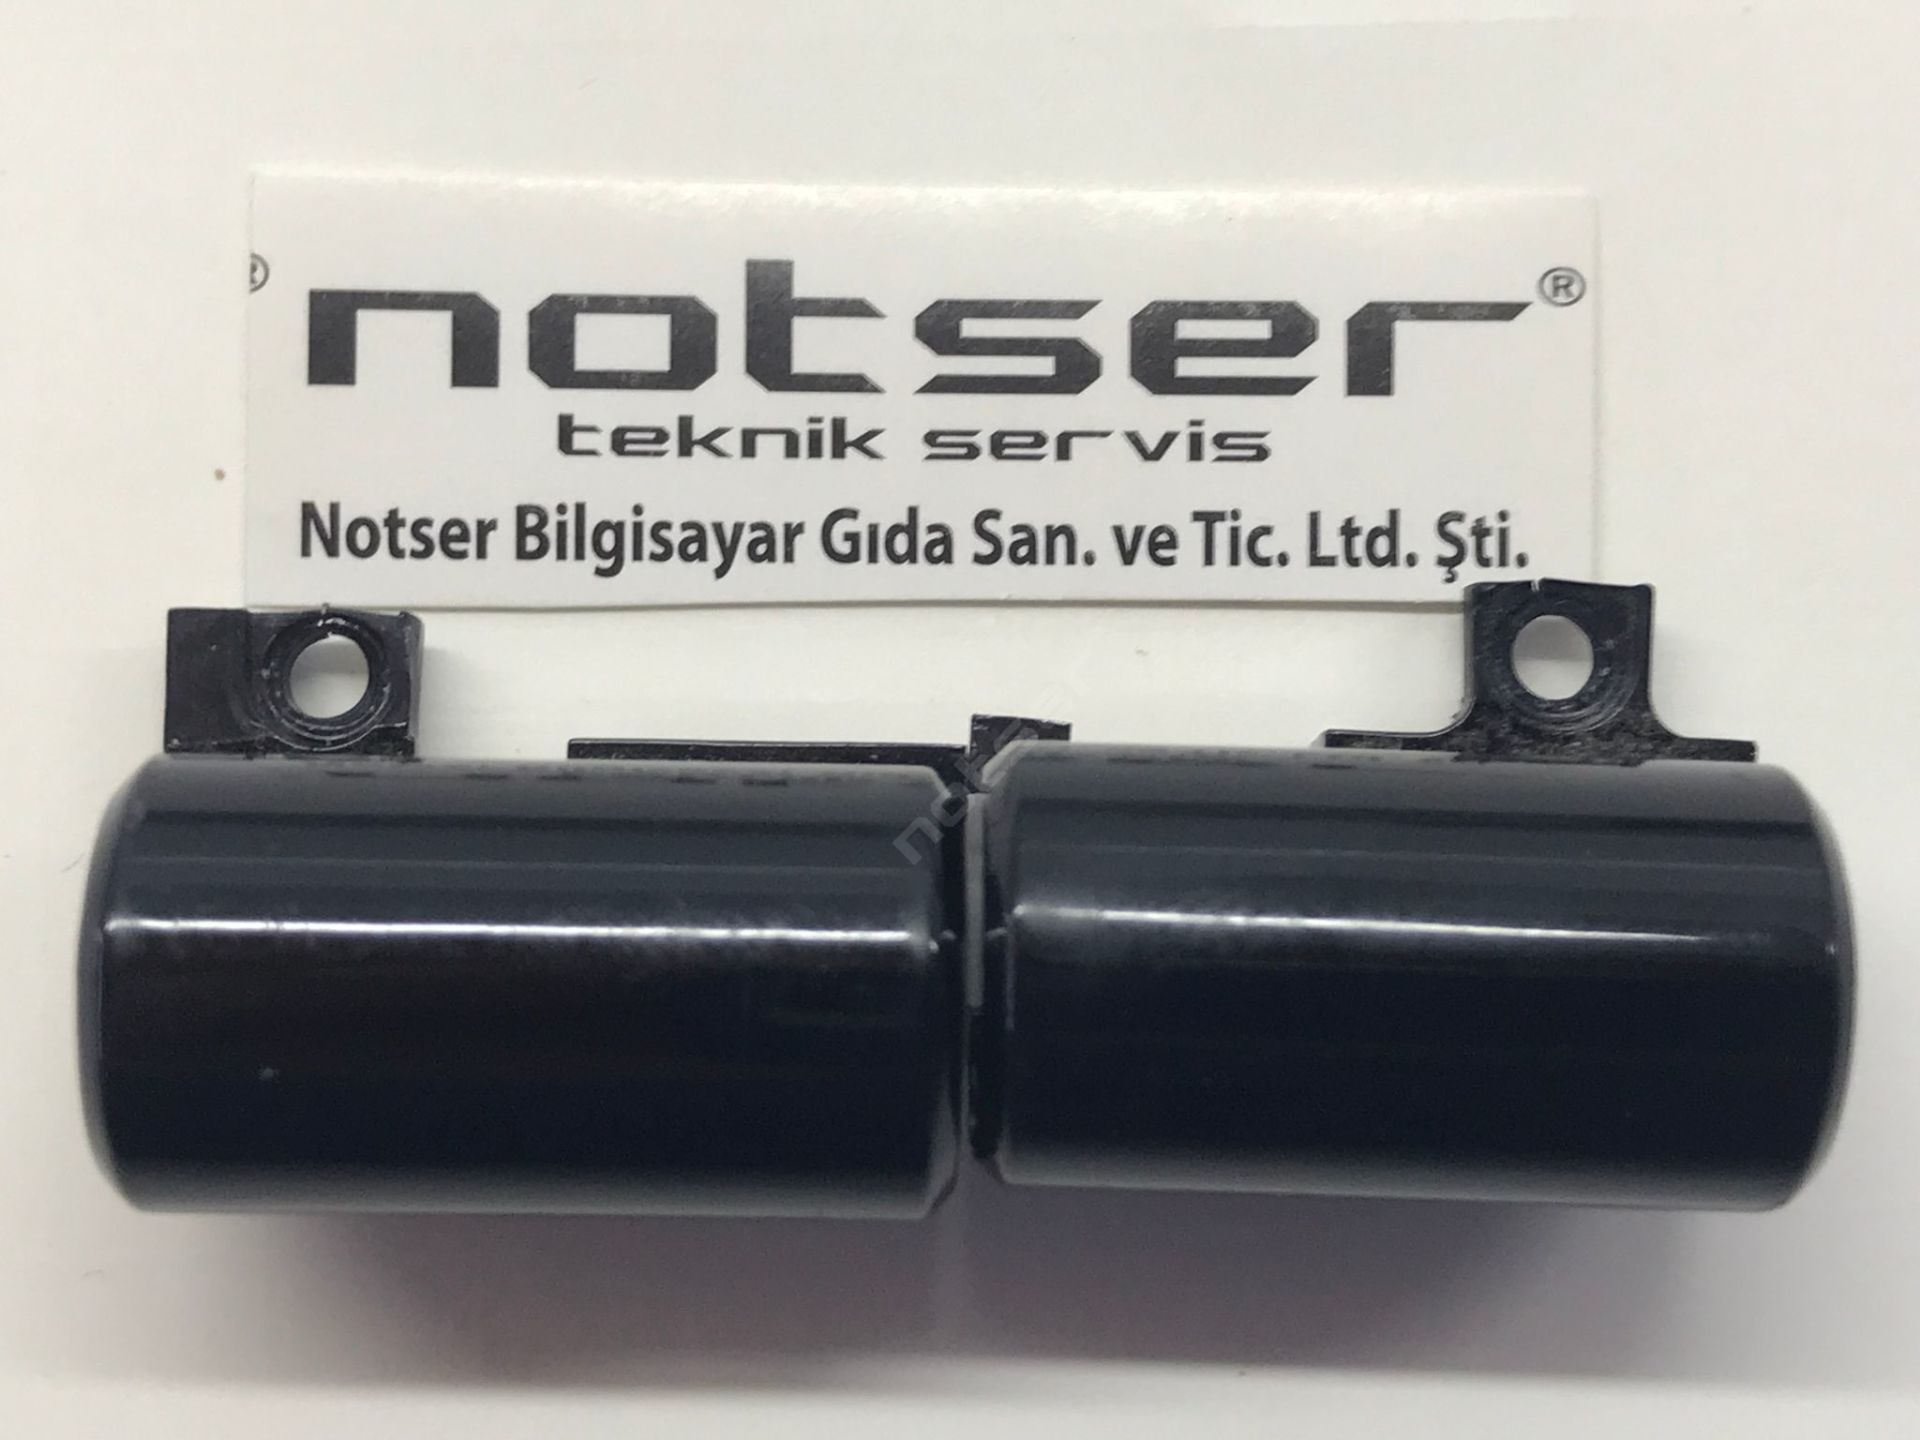 ® notser ®
teknik servis
Notser Bilgisayar Gıda San. ve Tic. Ltd. Şti.